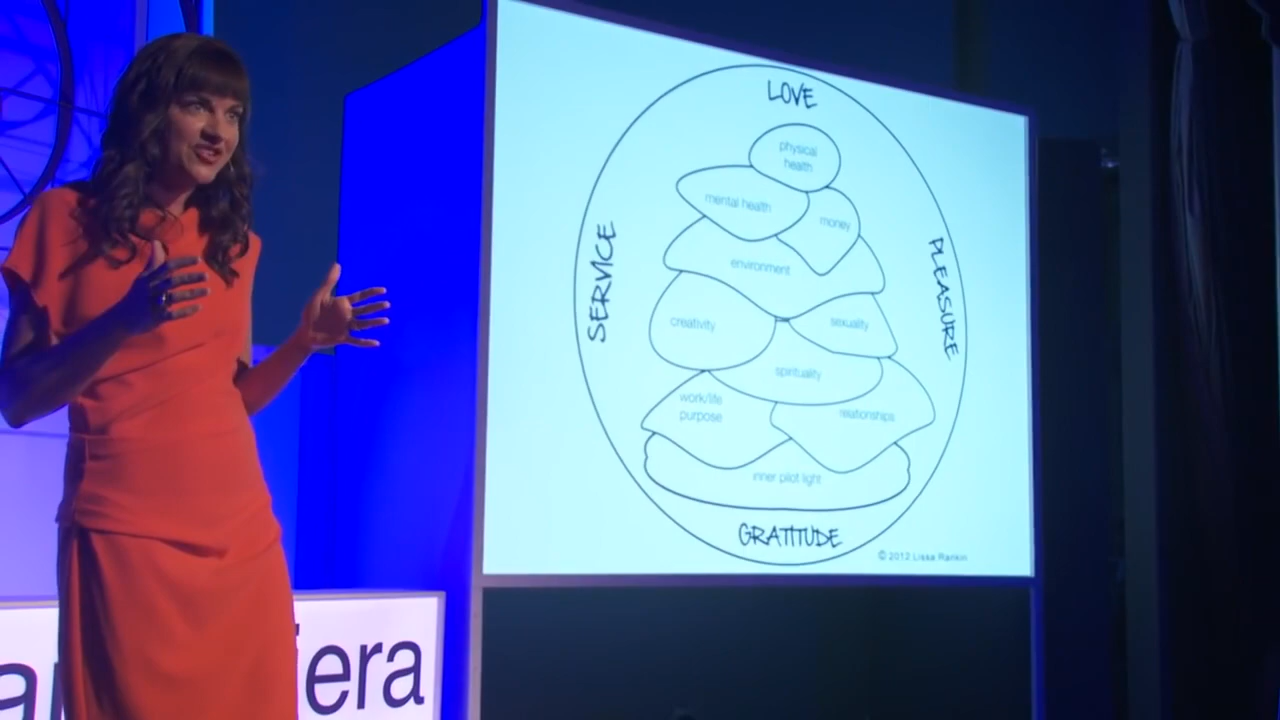 LOVE
physical
health
mental health
money
SERVICE
PLEASURE
environment
creativity
sexuality
spirituality
work/life
purpose
relationships
inner pilot light
GRATITUDE
© 2012 Lissa Rankin
iera